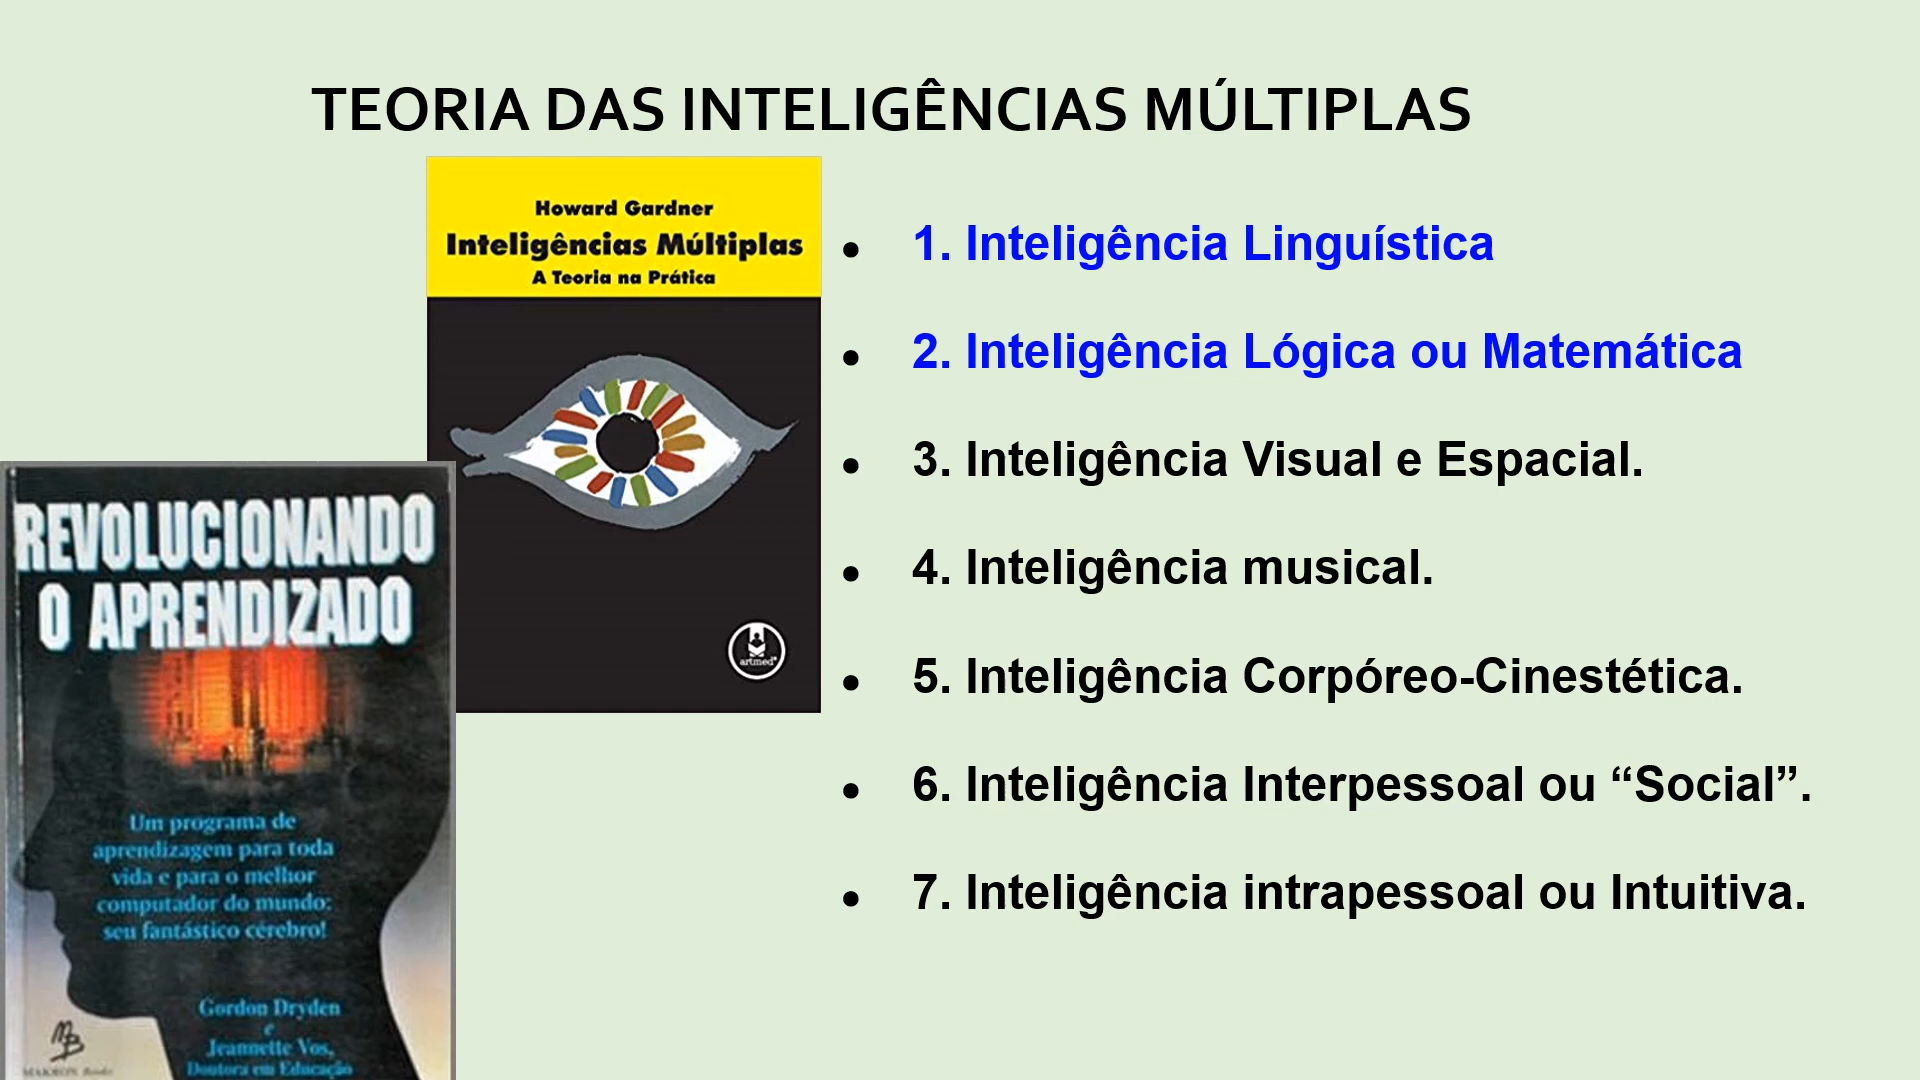 TEORIA DAS INTELIGÊNCIAS MÚLTIPLAS
Howard Gardner
Inteligências Múltiplas
A Teoria na Prática
artmed®
REVOLUCIONANDO
O APRENDIZADO
Um programa de
aprendizagem para toda
vida e para o melhor
computador do mundo:
seu fantástico cérebro!
Gordon Dryden
e
Jeannette Vos,
Doutora em Educação
MAKRON Books
• 1. Inteligência Linguística
• 2. Inteligência Lógica ou Matemática
• 3. Inteligência Visual e Espacial.
• 4. Inteligência musical.
• 5. Inteligência Corpóreo-Cinestética.
• 6. Inteligência Interpessoal ou “Social”.
• 7. Inteligência intrapessoal ou Intuitiva.